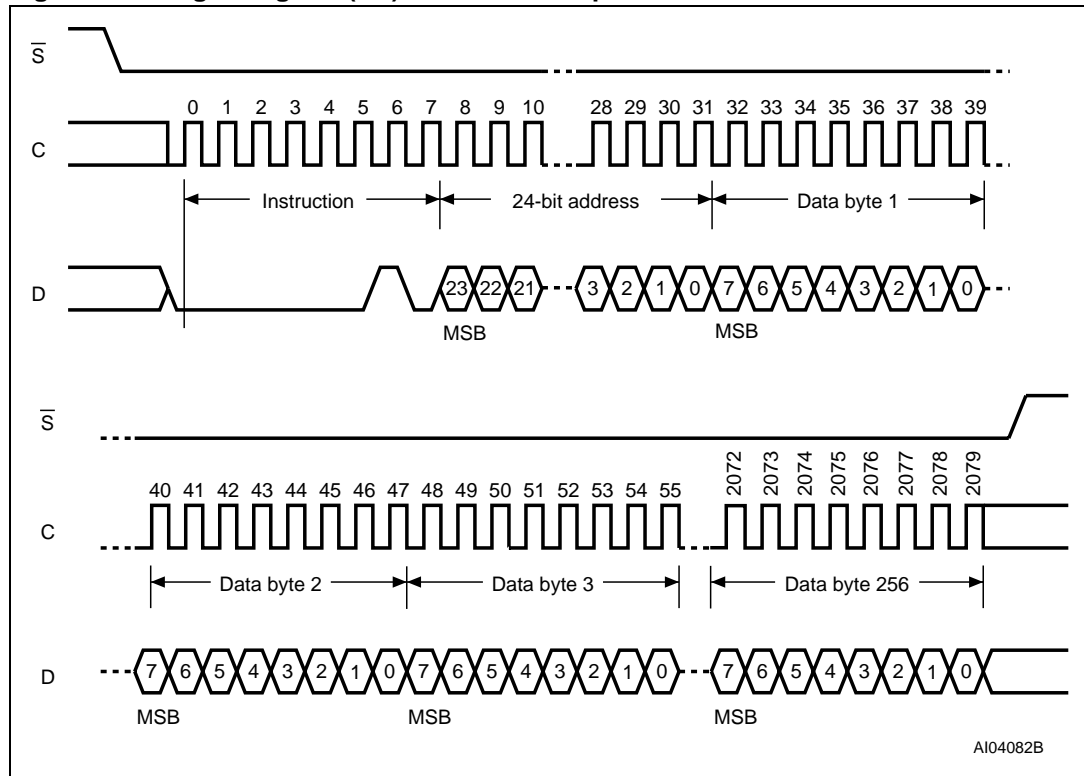 S
0 1 2 3 4 5 6 7 8 9 10 28 29 30 31 32 33 34 35 36 37 38 39
C
Instruction 24-bit address Data byte 1
D 23 22 21 3 2 1 0 7 6 5 4 3 2 1 0
MSB MSB
S
40 41 42 43 44 45 46 47 48 49 50 51 52 53 54 55 2072 2073 2074 2075 2076 2077 2078 2079
C
Data byte 2 Data byte 3 Data byte 256
D 7 6 5 4 3 2 1 0 7 6 5 4 3 2 1 0 7 6 5 4 3 2 1 0
MSB MSB MSB
AI04082B